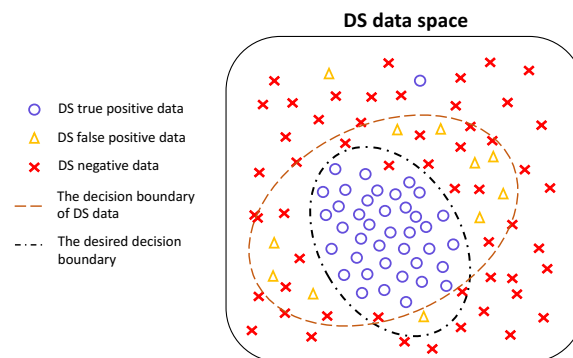 DS data space
DS true positive data
DS false positive data
DS negative data
The decision boundary
of DS data
The desired decision
boundary